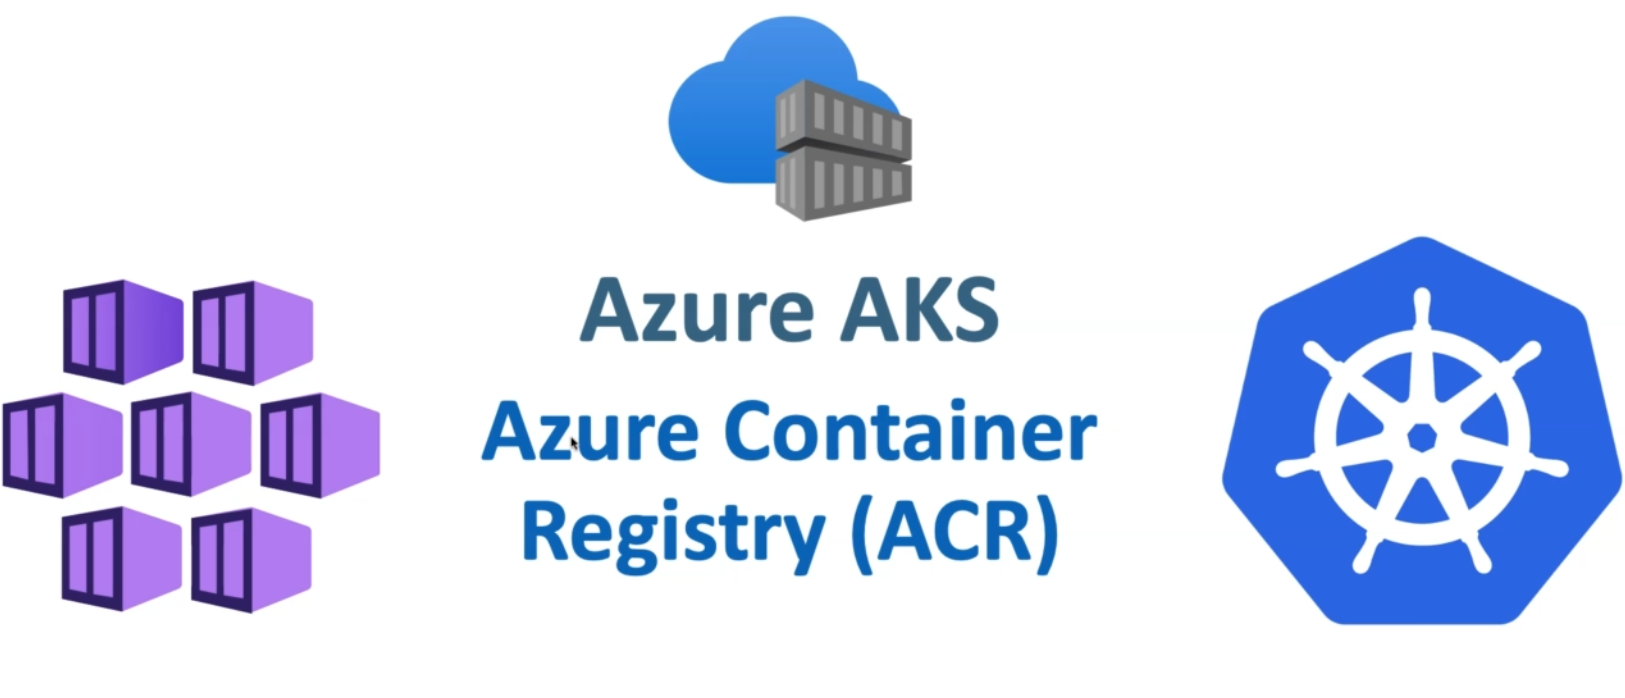 Azure AKS
Azure Container
Registry (ACR)